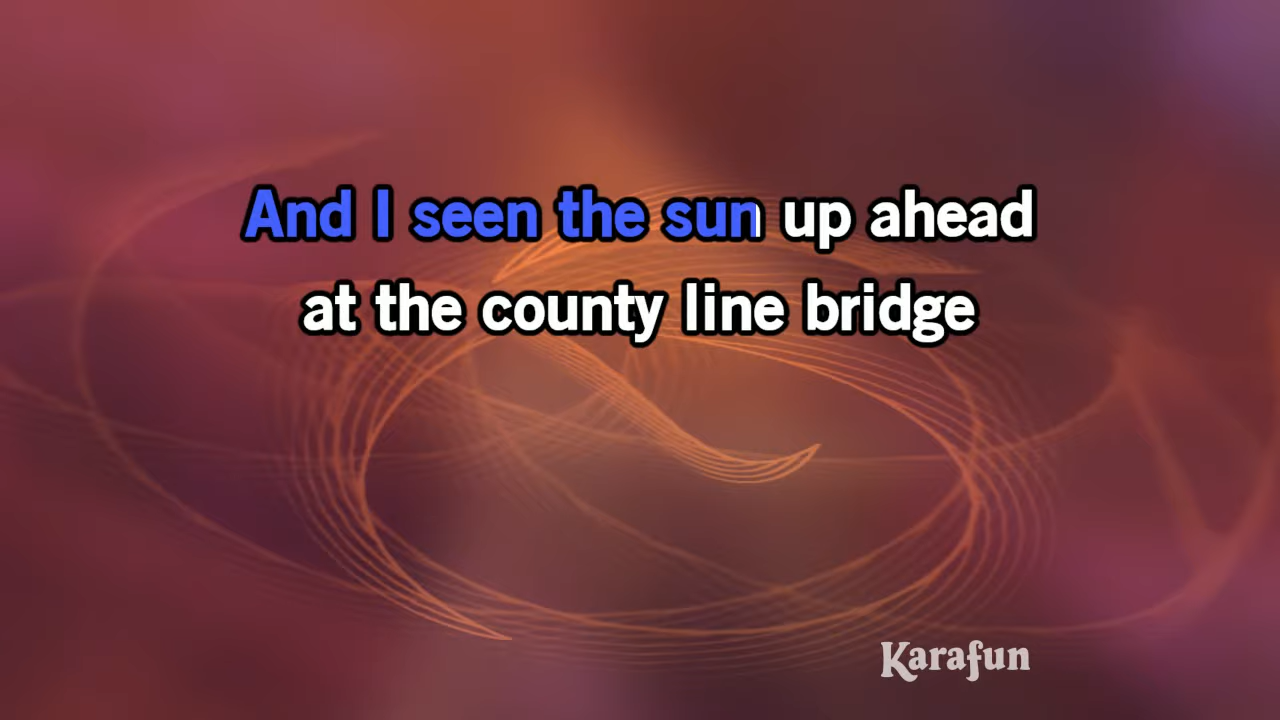 And I seen the sun up ahead
at the county line bridge
Karafun